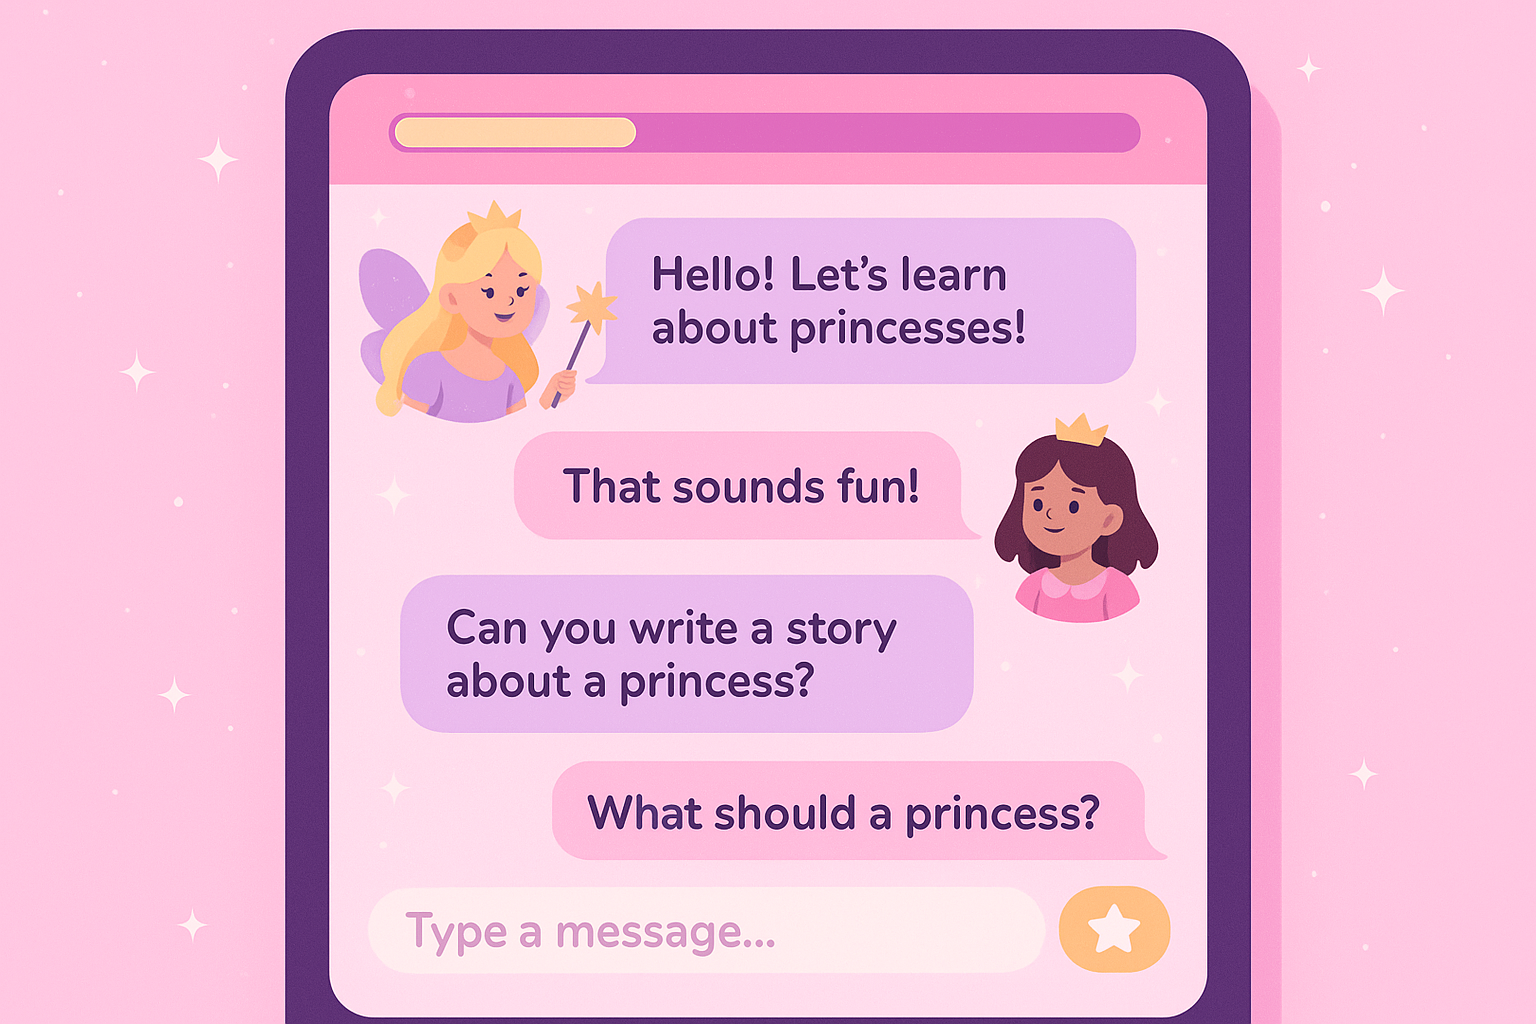 Hello! Let’s learn
about princesses!
That sounds fun!
Can you write a story
about a princess?
What should a princess?
Type a message...